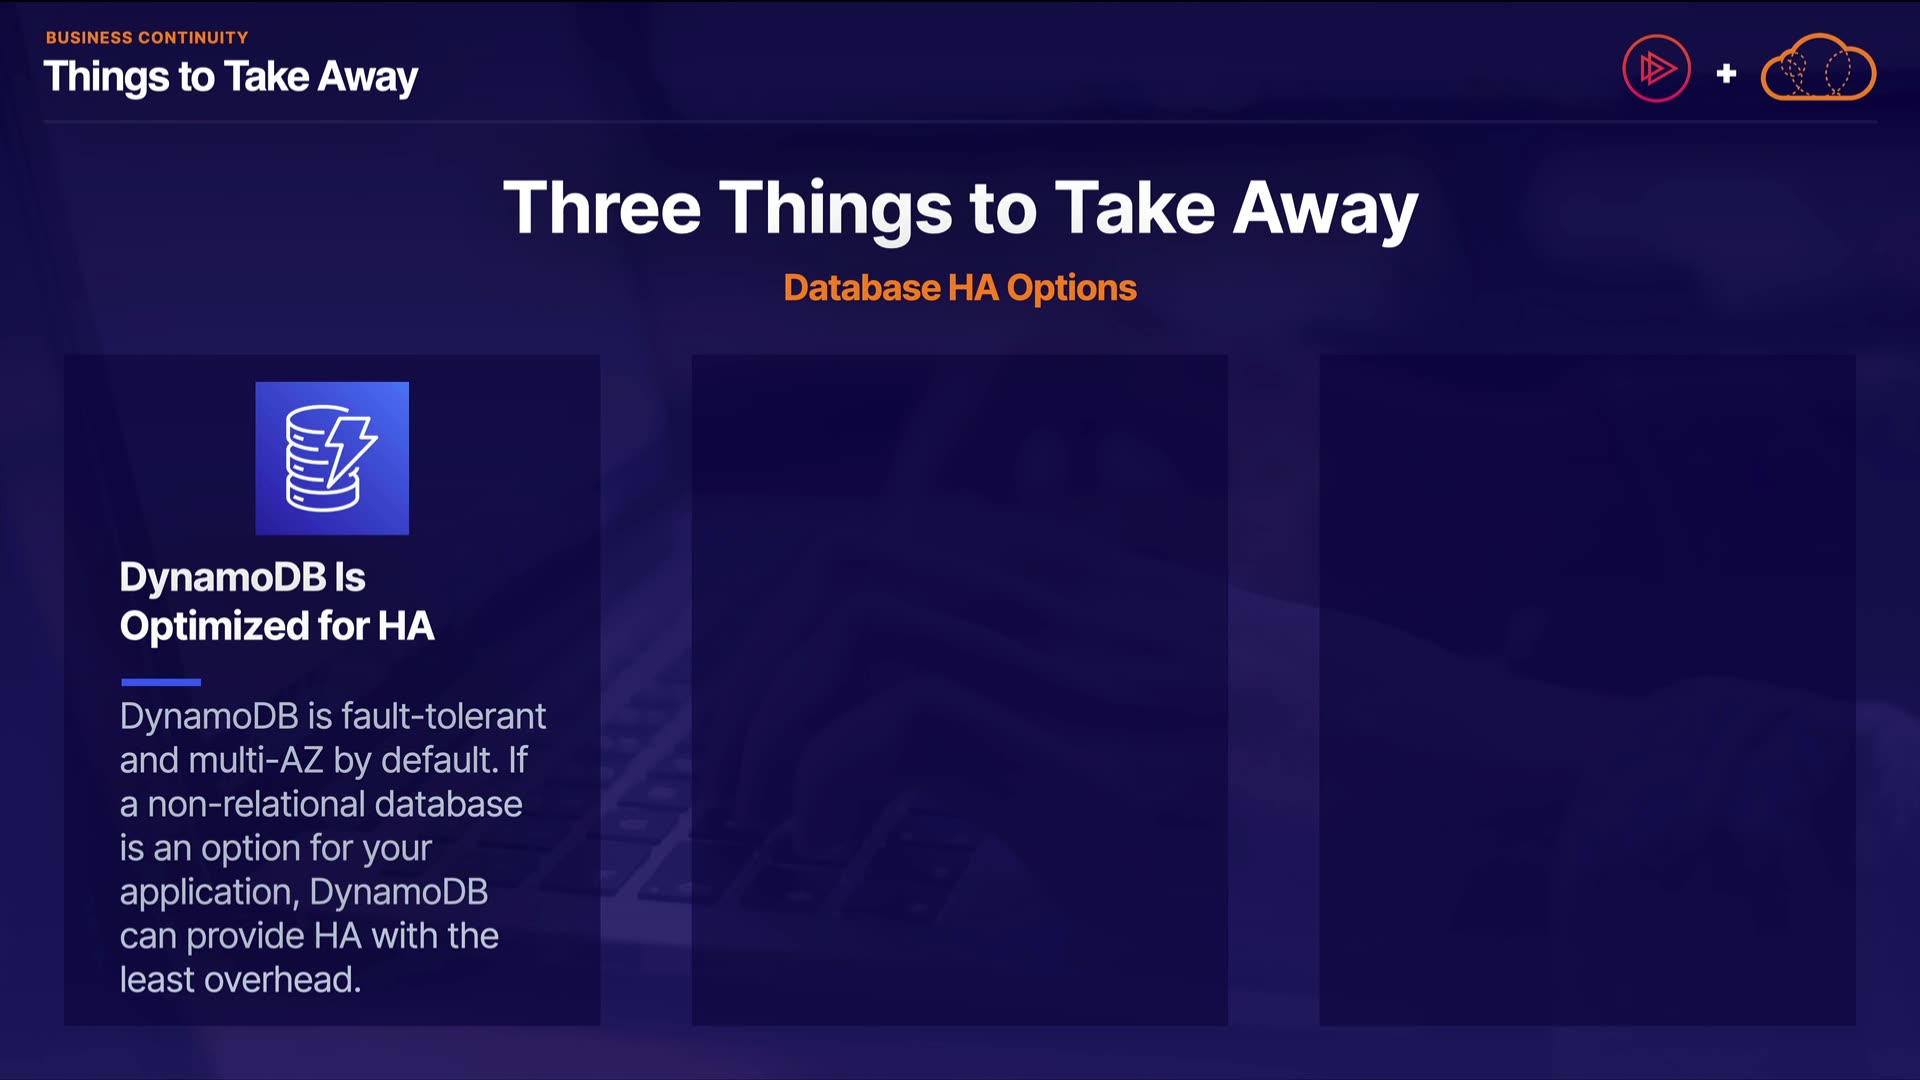 BUSINESS CONTINUITY
Things to Take Away
+
Three Things to Take Away
Database HA Options
DynamoDB Is
Optimized for HA
DynamoDB is fault-tolerant
and multi-AZ by default. If
a non-relational database
is an option for your
application, DynamoDB
can provide HA with the
least overhead.